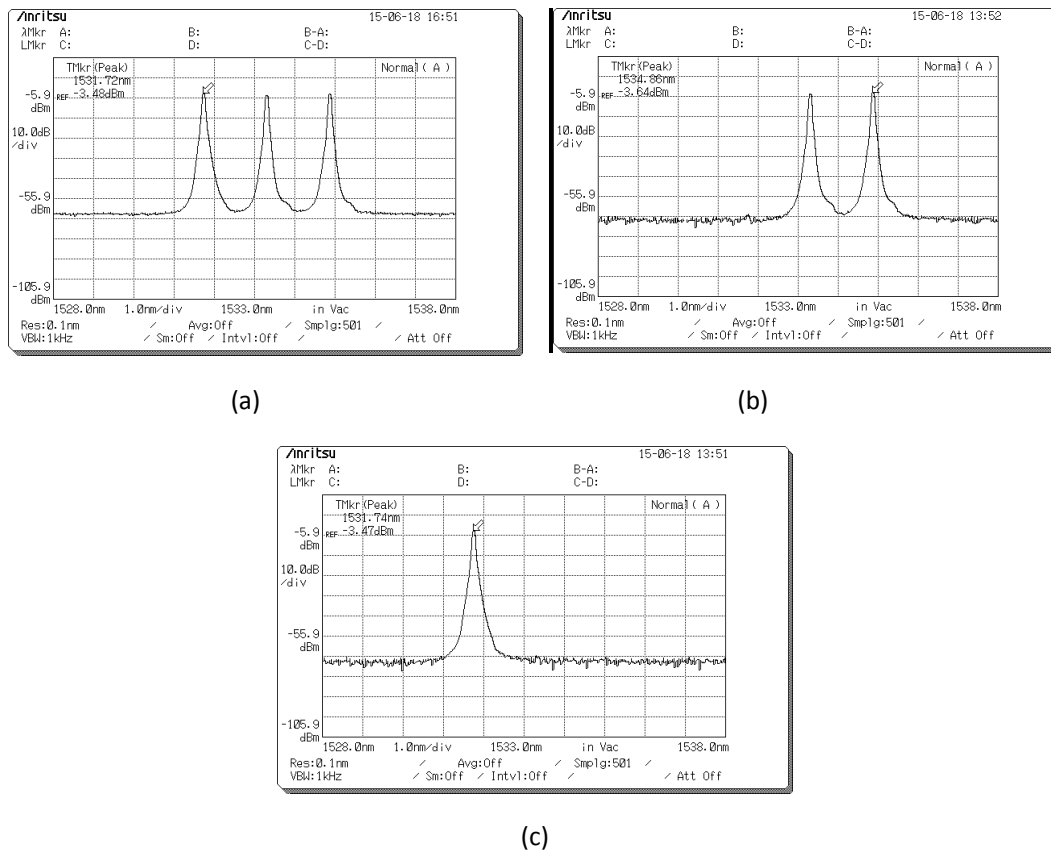 Anritsu 15-06-18 16:51
λMkr A: B: B-A:
LMkr C: D: C-D:
TMkr(Peak) Normal( A )
1531.72nm
-5.9 REF -3.48dBm
dBm
10.0dB
/div
-55.9
dBm
-105.9
dBm
1528.0nm 1.0nm/div 1533.0nm in Vac 1538.0nm
Res:0.1nm / Avg:Off / Smplg:501 /
VBW:1kHz / Sm:Off / Intvl:Off / / Att Off
(a)
Anritsu 15-06-18 13:52
λMkr A: B: B-A:
LMkr C: D: C-D:
TMkr(Peak) Normal( A )
1534.86nm
-5.9 REF -3.64dBm
dBm
10.0dB
/div
-55.9
dBm
-105.9
dBm
1528.0nm 1.0nm/div 1533.0nm in Vac 1538.0nm
Res:0.1nm / Avg:Off / Smplg:501 /
VBW:1kHz / Sm:Off / Intvl:Off / / Att Off
(b)
Anritsu 15-06-18 13:51
λMkr A: B: B-A:
LMkr C: D: C-D:
TMkr(Peak) Normal( A )
1531.74nm
-5.9 REF -3.47dBm
dBm
10.0dB
/div
-55.9
dBm
-105.9
dBm
1528.0nm 1.0nm/div 1533.0nm in Vac 1538.0nm
Res:0.1nm / Avg:Off / Smplg:501 /
VBW:1kHz / Sm:Off / Intvl:Off / / Att Off
(c)